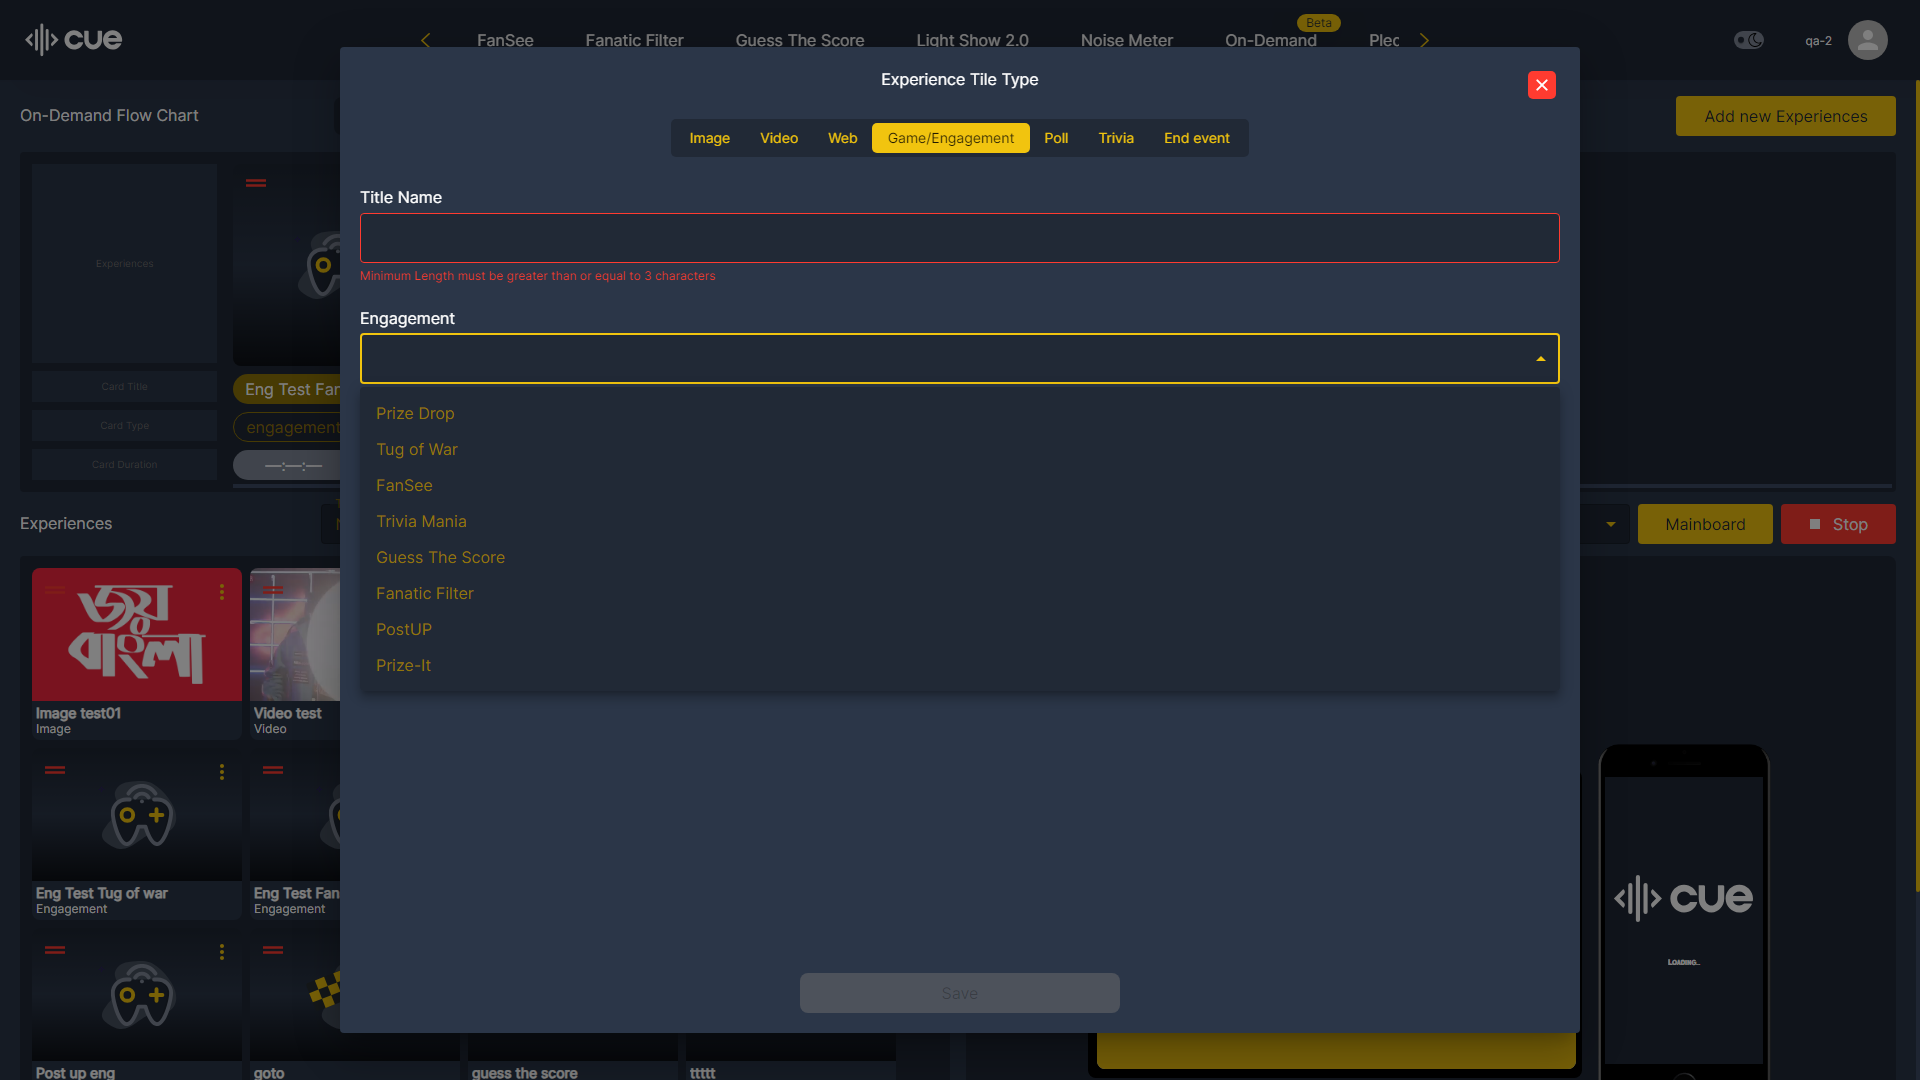 cue
FanSee
Fanatic Filter
Guess The Score
Light Show 2.0
Noise Meter
Beta
On-Demand
qa-2
On-Demand Flow Chart
Add new Experiences
Experience Tile Type
Image
Video
Web
Game/Engagement
Poll
Trivia
End event
Title Name
Minimum Length must be greater than or equal to 3 characters
Engagement
Prize Drop
Tug of War
FanSee
Trivia Mania
Guess The Score
Fanatic Filter
PostUP
Prize-It
Save
Experiences
Card Title
Card Type
Card Duration
Eng Test Fan
engagement
—:—:—
Experiences
Mainboard
Stop
জয়
বাংলা
Image test01
Image
Video test
Video
Eng Test Tug of war
Engagement
Eng Test Fan
Engagement
Post up eng
goto
guess the score
ttttt
cue
Loading...